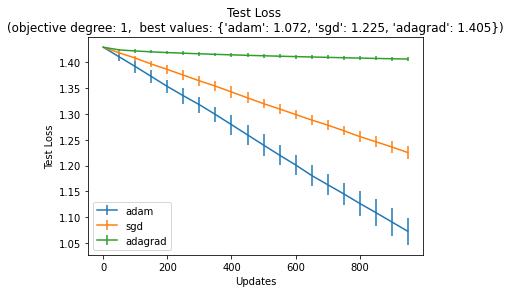 Test Loss
(objective degree: 1,  best values: {'adam': 1.072, 'sgd': 1.225, 'adagrad': 1.405})
1.40
1.35
1.30
1.25
1.20
1.15
1.10
1.05
Test Loss
adam
sgd
adagrad
0
200
400
600
800
Updates